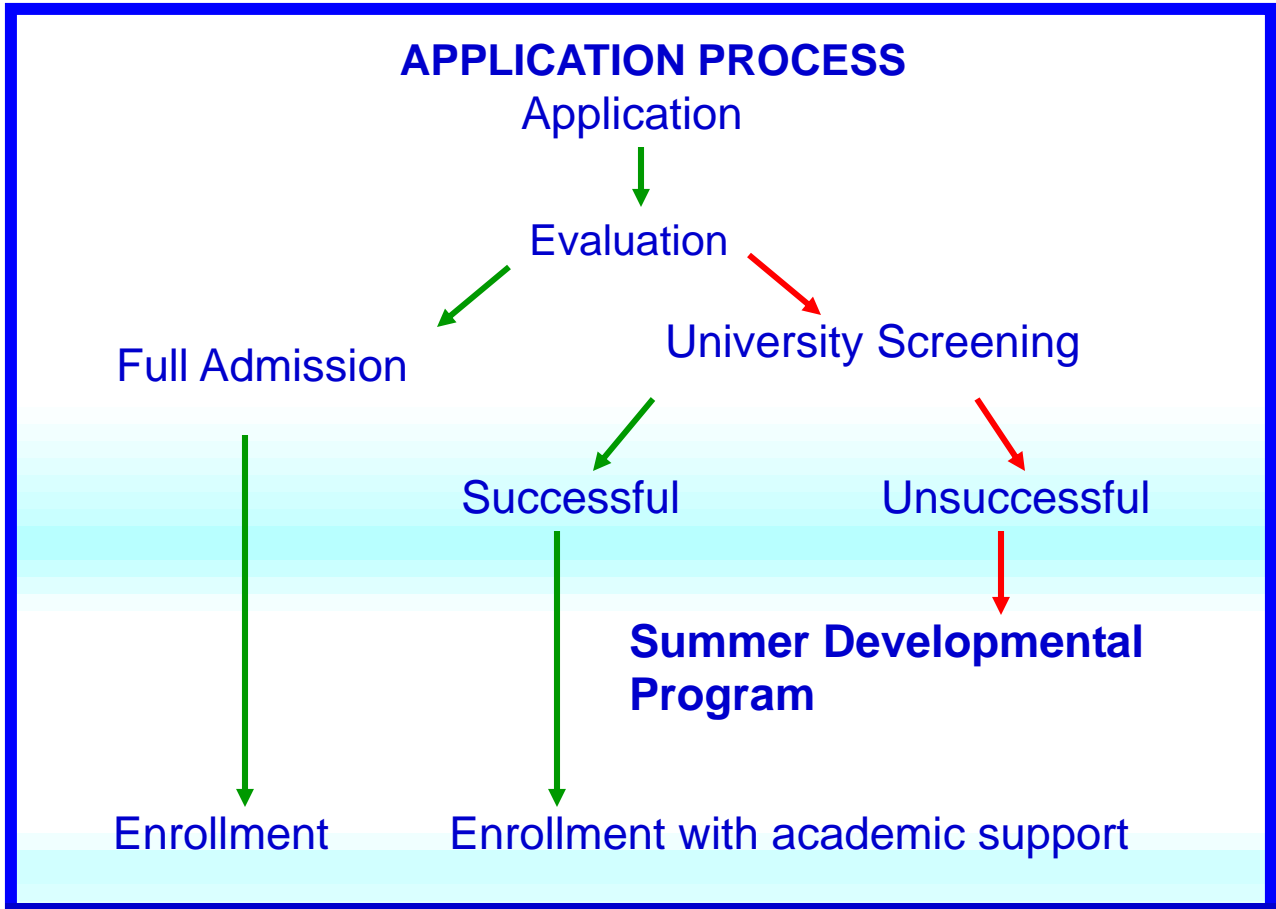 APPLICATION PROCESS
Application
Evaluation
University Screening
Full Admission
Successful
Unsuccessful
Summer Developmental
Program
Enrollment
Enrollment with academic support